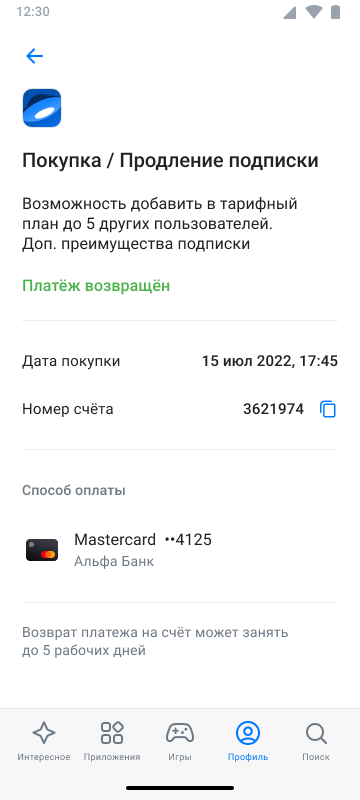 12:30
Покупка / Продление подписки
Возможность добавить в тарифный
план до 5 других пользователей.
Доп. преимущества подписки
Платёж возвращён
Дата покупки 15 июл 2022, 17:45
Номер счёта 3621974
Способ оплаты
Mastercard ••4125
Альфа Банк
Возврат платежа на счёт может занять
до 5 рабочих дней
Интересное Приложения Игры Профиль Поиск